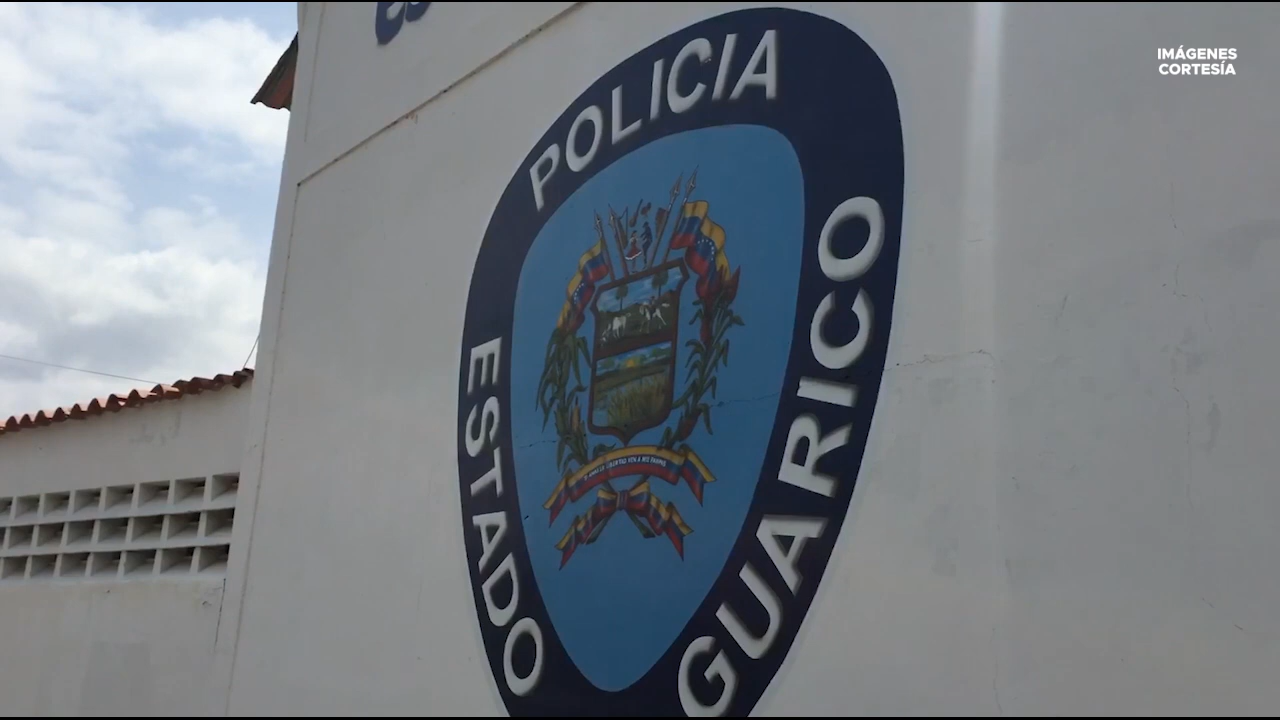 IMÁGENES
CORTESÍA
POLICIA
ESTADO
GUARICO